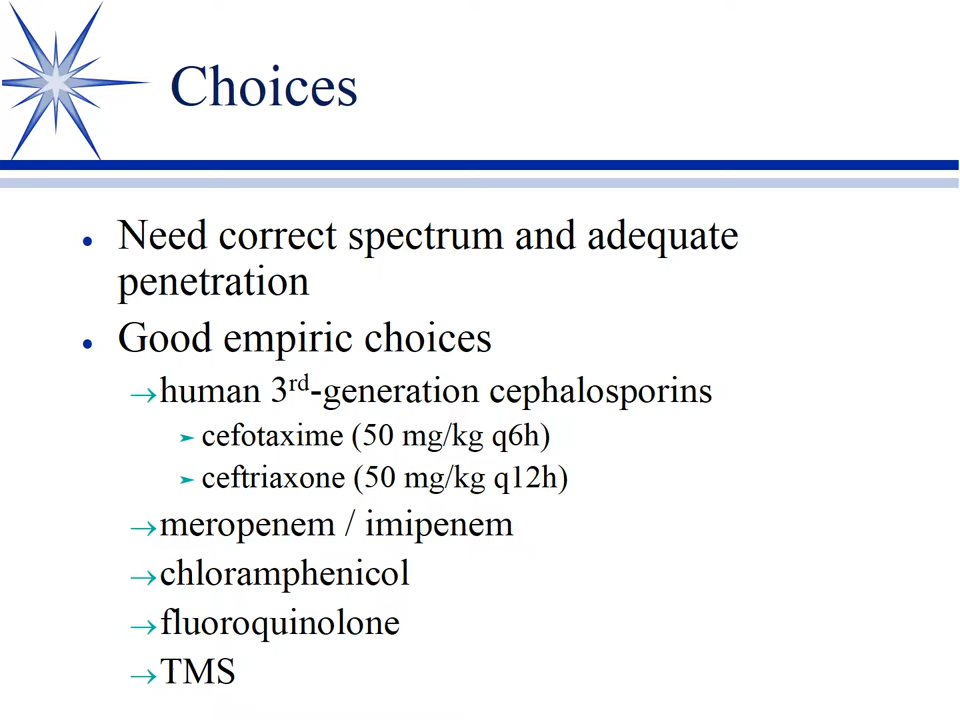 Choices
• Need correct spectrum and adequate
penetration
• Good empiric choices
→human 3rd-generation cephalosporins
➢ cefotaxime (50 mg/kg q6h)
➢ ceftriaxone (50 mg/kg q12h)
→meropenem / imipenem
→chloramphenicol
→fluoroquinolone
→TMS